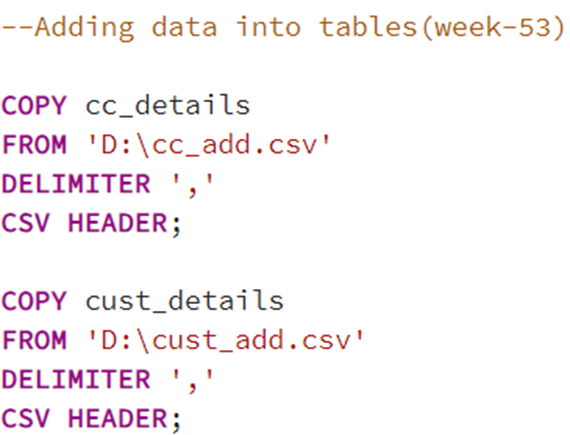 --Adding data into tables(week-53)
COPY cc_details
FROM 'D:\cc_add.csv'
DELIMITER ','
CSV HEADER;
COPY cust_details
FROM 'D:\cust_add.csv'
DELIMITER ','
CSV HEADER;